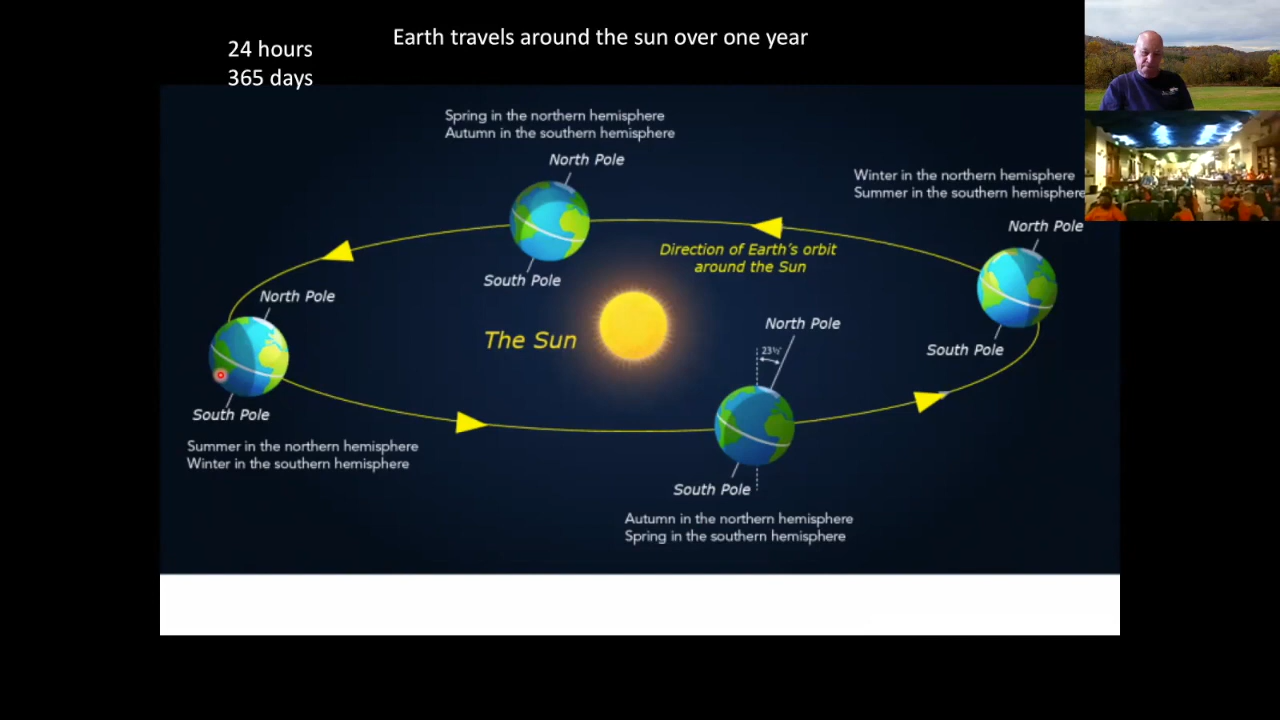 24 hours
365 days
Earth travels around the sun over one year
Spring in the northern hemisphere
Autumn in the southern hemisphere
North Pole
South Pole
Winter in the northern hemisphere
Summer in the southern hemisphere
North Pole
South Pole
Direction of Earth's orbit
around the Sun
The Sun
North Pole
South Pole
Summer in the northern hemisphere
Winter in the southern hemisphere
North Pole
23½°
South Pole
Autumn in the northern hemisphere
Spring in the southern hemisphere